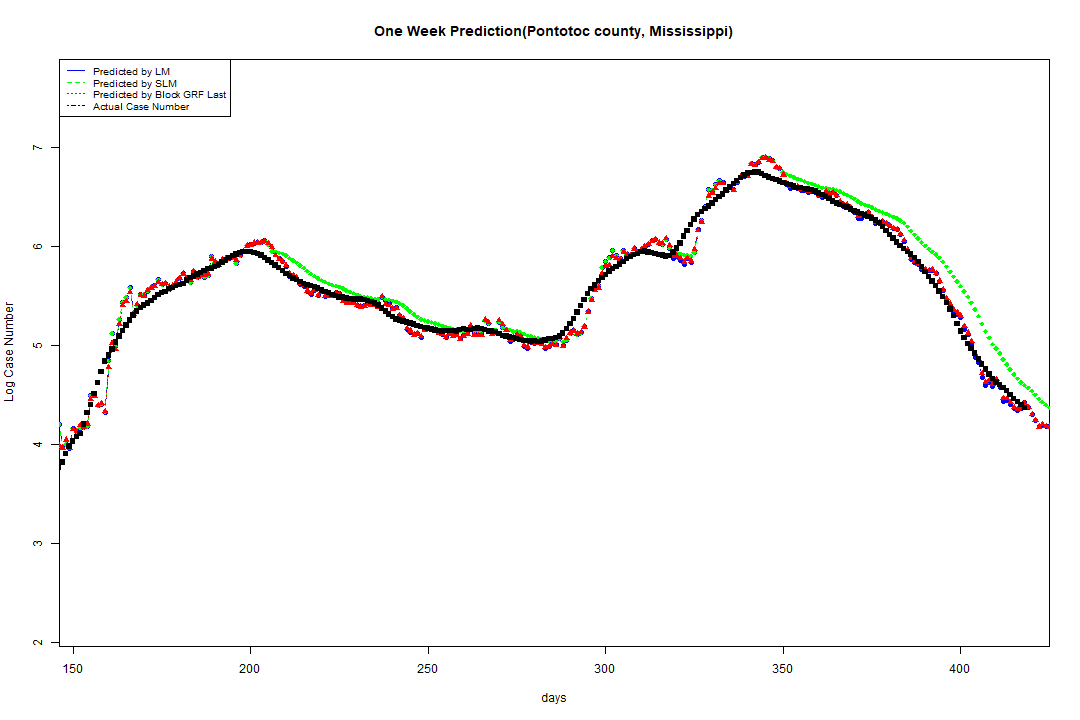 One Week Prediction(Pontotoc county, Mississippi)
Predicted by LM
Predicted by SLM
Predicted by Block GRF Last
Actual Case Number
Log Case Number
7
6
5
4
3
2
150 200 250 300 350 400
days